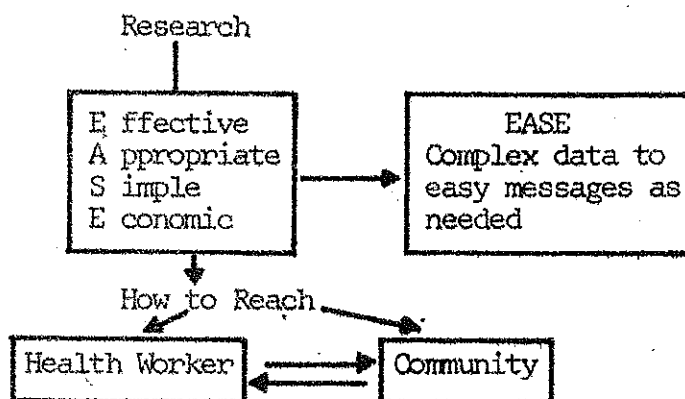 Research
E ffective
A ppropriate
S imple
E conomic
EASE
Complex data to
easy messages as
needed
How to Reach
Health Worker
Community